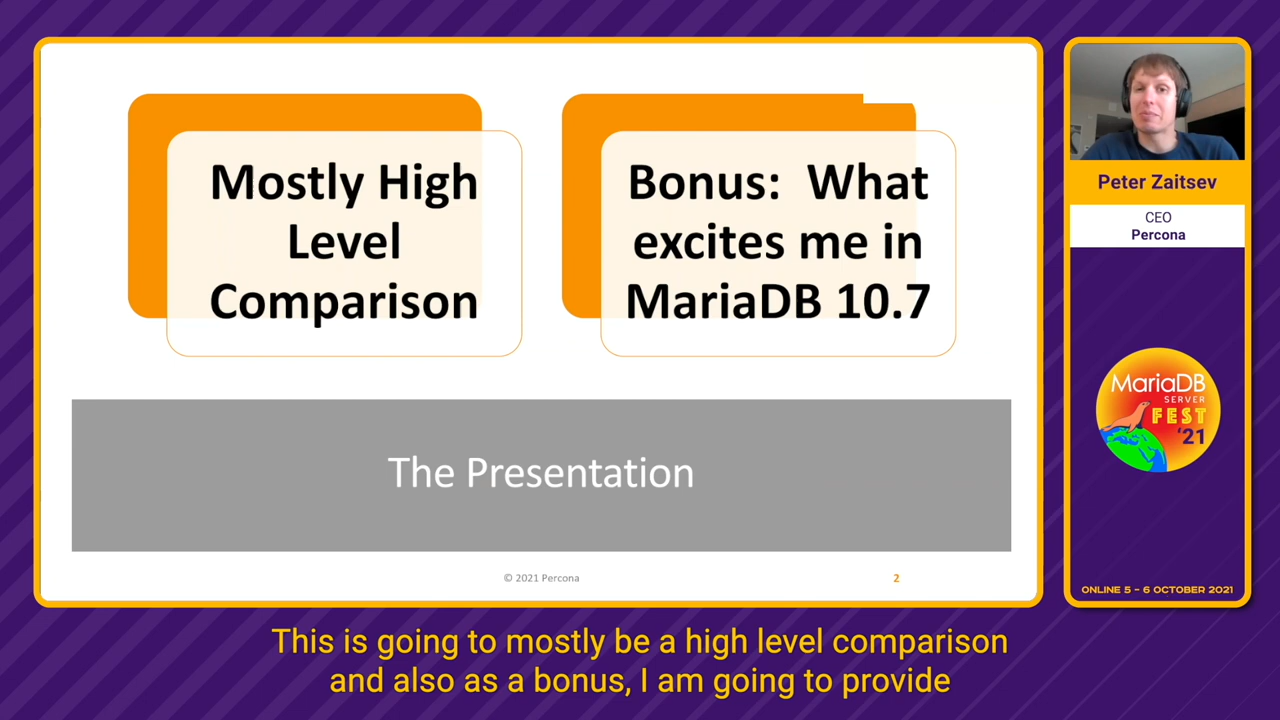 Mostly High
Level
Comparison
Bonus:  What
excites me in
MariaDB 10.7
The Presentation
© 2021 Percona
2
Peter Zaitsev
CEO
Percona
MariaDB
SERVER
FEST
'21
ONLINE 5 – 6 OCTOBER 2021
This is going to mostly be a high level comparison
and also as a bonus, I am going to provide